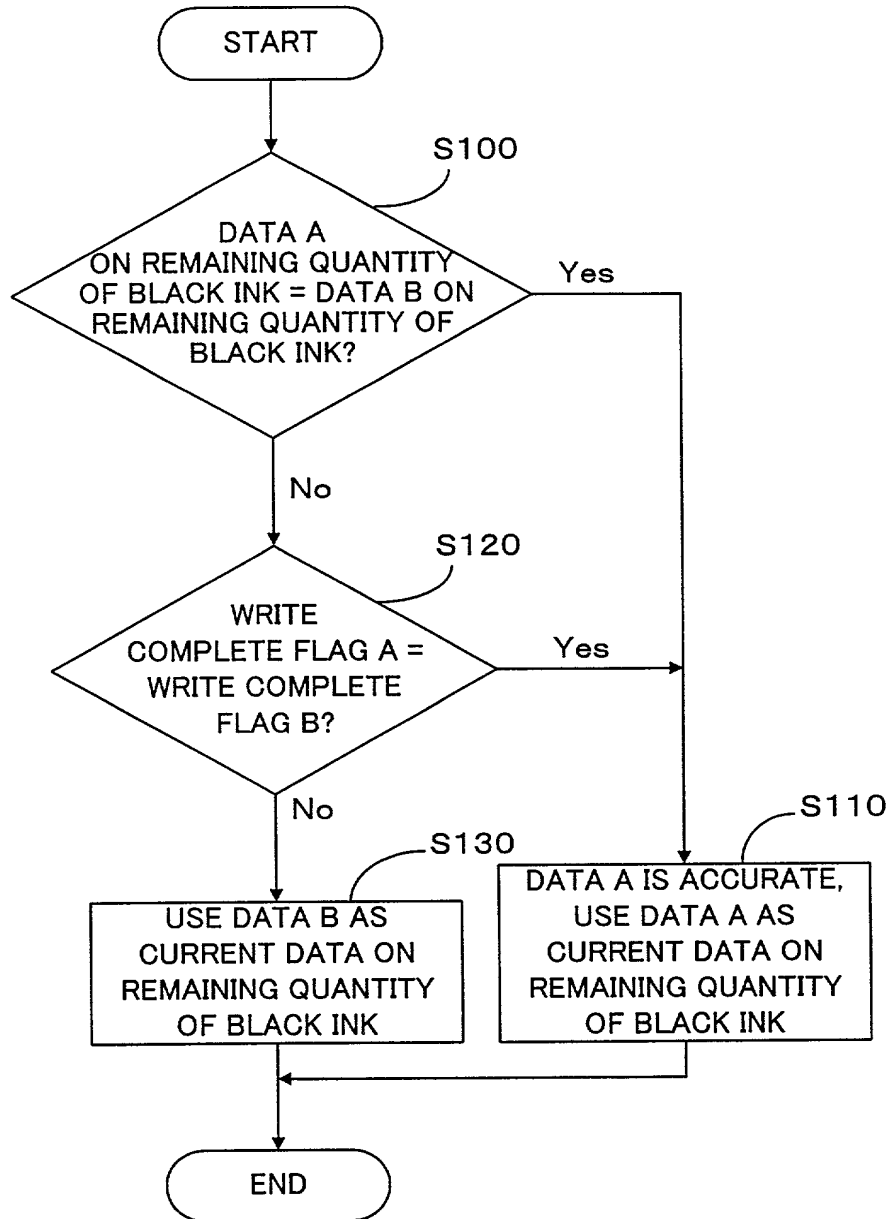 START
S100
DATA A
ON REMAINING QUANTITY
OF BLACK INK = DATA B ON
REMAINING QUANTITY OF
BLACK INK?
Yes
No
S120
WRITE
COMPLETE FLAG A =
WRITE COMPLETE
FLAG B?
Yes
No
S130
USE DATA B AS
CURRENT DATA ON
REMAINING QUANTITY
OF BLACK INK
S110
DATA A IS ACCURATE,
USE DATA A AS
CURRENT DATA ON
REMAINING QUANTITY
OF BLACK INK
END